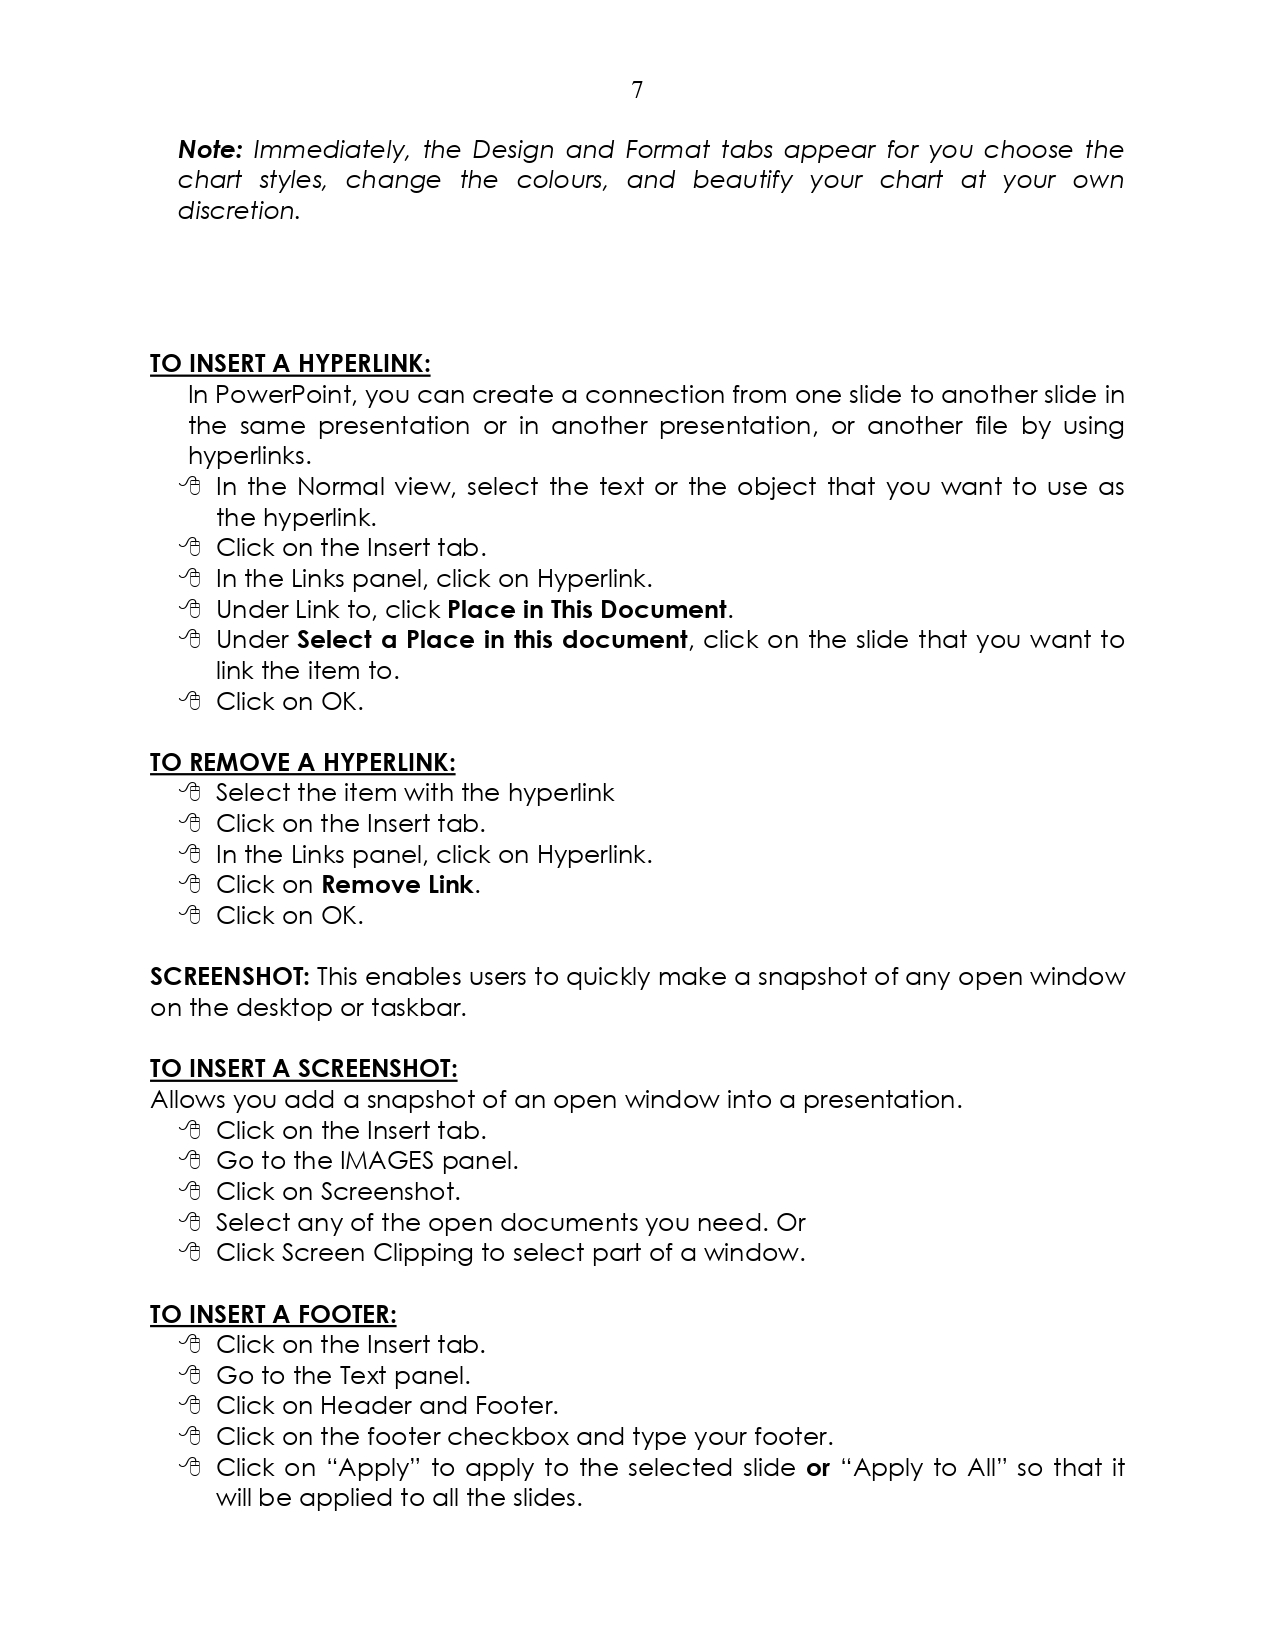 7
Note: Immediately, the Design and Format tabs appear for you choose the
chart styles, change the colours, and beautify your chart at your own
discretion.
TO INSERT A HYPERLINK:
In PowerPoint, you can create a connection from one slide to another slide in
the same presentation or in another presentation, or another file by using
hyperlinks.
In the Normal view, select the text or the object that you want to use as
the hyperlink.
Click on the Insert tab.
In the Links panel, click on Hyperlink.
Under Link to, click Place in This Document.
Under Select a Place in this document, click on the slide that you want to
link the item to.
Click on OK.
TO REMOVE A HYPERLINK:
Select the item with the hyperlink
Click on the Insert tab.
In the Links panel, click on Hyperlink.
Click on Remove Link.
Click on OK.
SCREENSHOT: This enables users to quickly make a snapshot of any open window
on the desktop or taskbar.
TO INSERT A SCREENSHOT:
Allows you add a snapshot of an open window into a presentation.
Click on the Insert tab.
Go to the IMAGES panel.
Click on Screenshot.
Select any of the open documents you need. Or
Click Screen Clipping to select part of a window.
TO INSERT A FOOTER:
Click on the Insert tab.
Go to the Text panel.
Click on Header and Footer.
Click on the footer checkbox and type your footer.
Click on “Apply” to apply to the selected slide or “Apply to All” so that it
will be applied to all the slides.